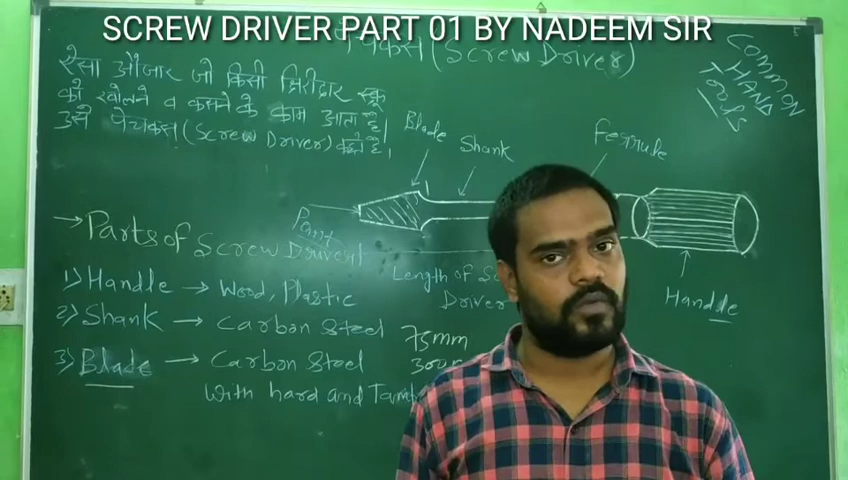 SCREW DRIVER PART 01 BY NADEEM SIR
पेचकस (Screw Driver)
COMMON
HAND
Tools
ऐसा औजार जो किसी झिरीदार स्क्रू
को खोलने व कसने के काम आता है
उसे पेचकस (Screw Driver) कहते है,
Blade
Shank
Ferrule
Point
→ Parts of Screw Driver
Length of
Driver
Handle
1) Handle → Wood, Plastic
2) Shank → Carbon Steel
75mm
3) Blade → Carbon Steel
300
With hard and